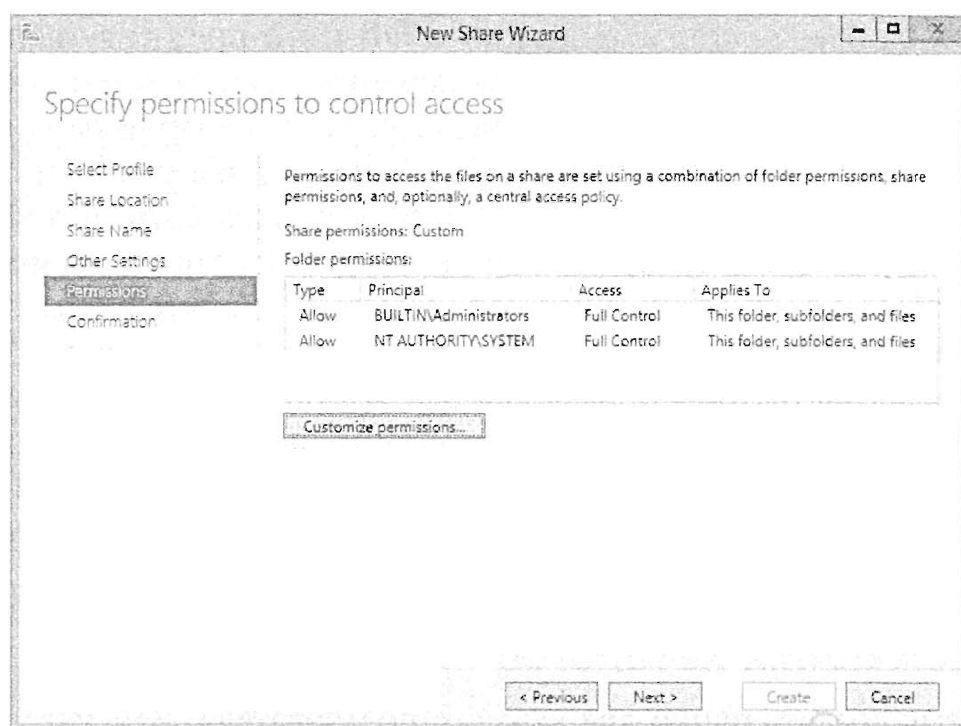 New Share Wizard
Specify permissions to control access
Select Profile
Share Location
Share Name
Other Settings
Permissions
Confirmation
Permissions to access the files on a share are set using a combination of folder permissions, share
permissions, and, optionally, a central access policy.
Share permissions: Custom
Folder permissions:
Type Principal Access Applies To
Allow BUILTIN\Administrators Full Control This folder, subfolders, and files
Allow NT AUTHORITY\SYSTEM Full Control This folder, subfolders, and files
Customize permissions...
< Previous Next > Create Cancel